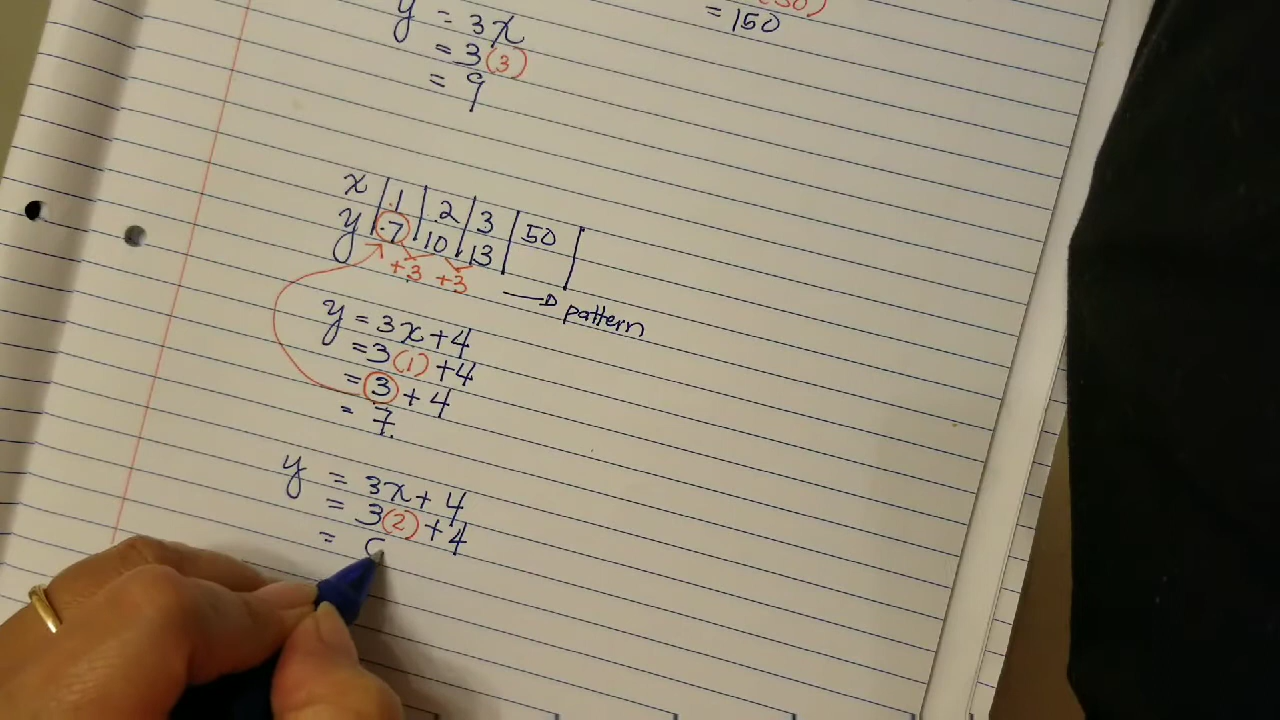 y = 3x
= 3(3)
= 9
(50)
= 150
x | 1 | 2 | 3 | 50 |
y | 7 | 10 | 13 | |
+3 +3
→ pattern
y = 3x + 4
= 3(1) + 4
= 3 + 4
= 7
y = 3x + 4
= 3(2) + 4
=